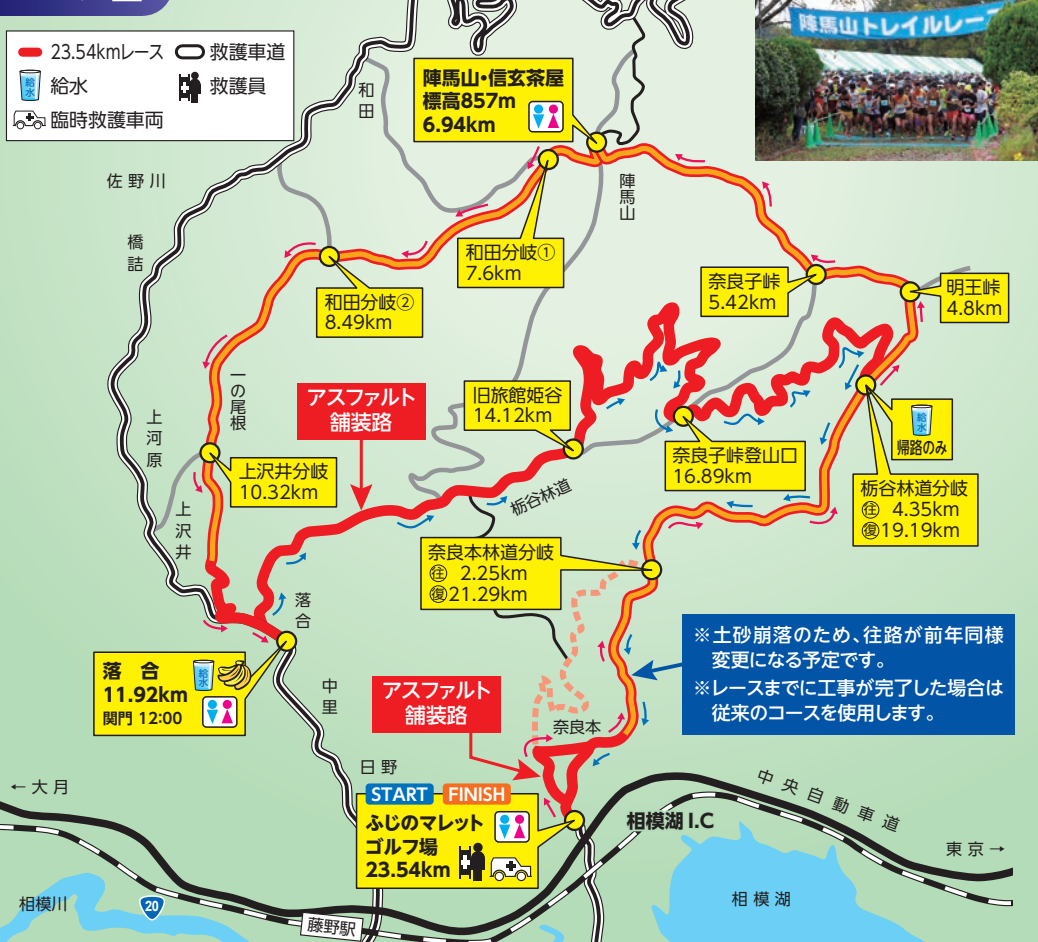 23.54kmレース
救護車道
給水
給水
救護員
臨時救護車両
陣馬山トレイルレース
和田
陣馬山・信玄茶屋
標高857m
6.94km
佐野川
橋詰
陣馬山
和田分岐①
7.6km
奈良子峠
5.42km
明王峠
4.8km
和田分岐②
8.49km
一の尾根
アスファルト
舗装路
旧旅館姫谷
14.12km
給水
帰路のみ
上河原
上沢井分岐
10.32km
奈良子峠登山口
16.89km
栃谷林道分岐
往 4.35km
復19.19km
上沢井
栃谷林道
奈良本林道分岐
往 2.25km
復21.29km
落合
※土砂崩落のため、往路が前年同様
変更になる予定です。
※レースまでに工事が完了した場合は
従来のコースを使用します。
落合
11.92km
関門 12:00
給水
中里
アスファルト
舗装路
奈良本
日野
←大月
START FINISH
ふじのマレット
ゴルフ場
23.54km
相模湖I.C
中央自動車道
東京→
相模川
20
藤野駅
相模湖